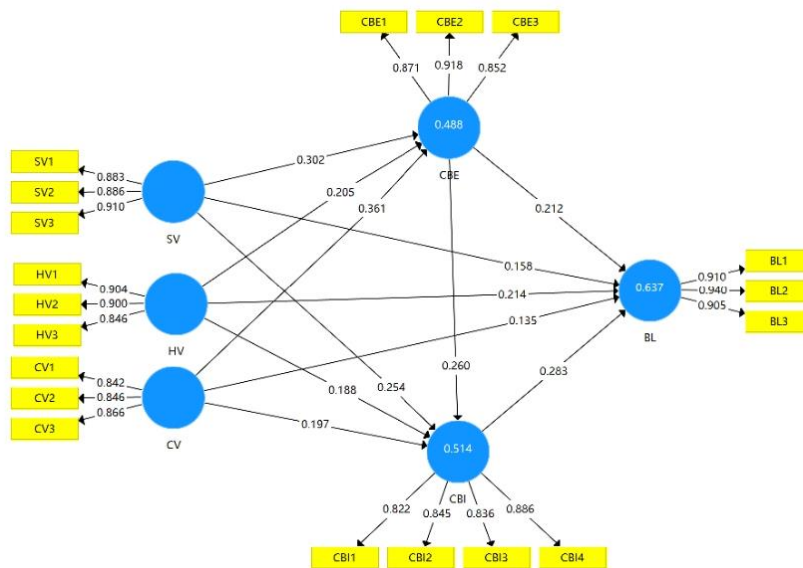 CBE1
CBE2
CBE3
0.871
0.918
0.852
0.488
CBE
SV1
SV2
SV3
0.883
0.886
0.910
SV
0.302
0.205
0.361
0.212
HV1
HV2
HV3
0.904
0.900
0.846
HV
0.158
0.214
0.135
0.637
BL
0.910
0.940
0.905
BL1
BL2
BL3
CV1
CV2
CV3
0.842
0.846
0.866
CV
0.188
0.254
0.197
0.260
0.283
0.514
CBI
0.822
0.845
0.836
0.886
CBI1
CBI2
CBI3
CBI4